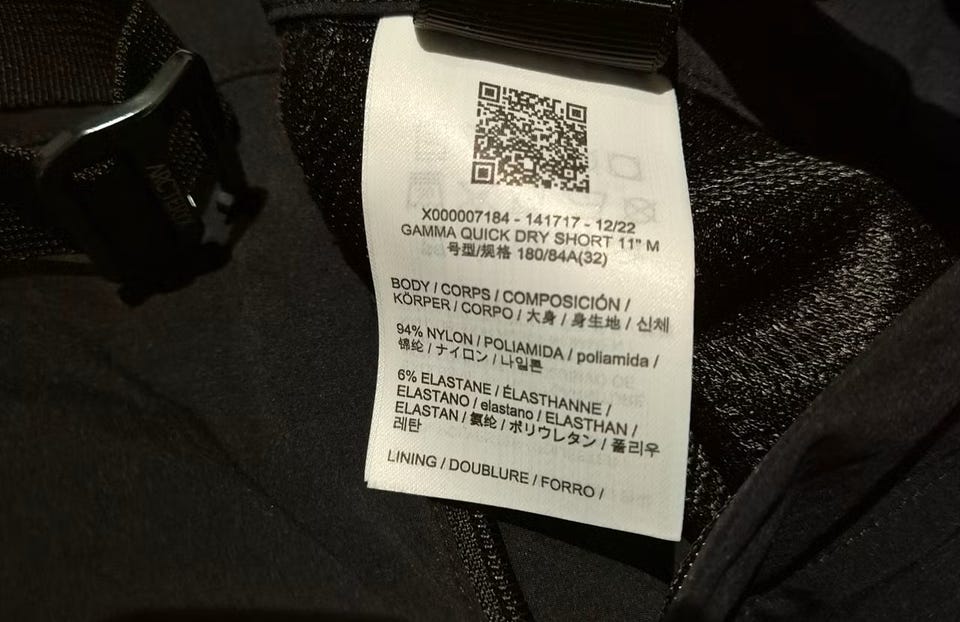 X000007184 - 141717 - 12/22
GAMMA QUICK DRY SHORT 11" M
号型/规格 180/84A(32)
BODY / CORPS / COMPOSICIÓN /
KÖRPER / CORPO / 大身 / 身生地 / 신체
94% NYLON / POLIAMIDA / poliamida /
锦纶 / ナイロン / 나일론
6% ELASTANE / ÉLASTHANNE /
ELASTANO / elastano / ELASTHAN /
ELASTAN / 氨纶 / ポリウレタン / 폴리우
레탄
LINING / DOUBLURE / FORRO /